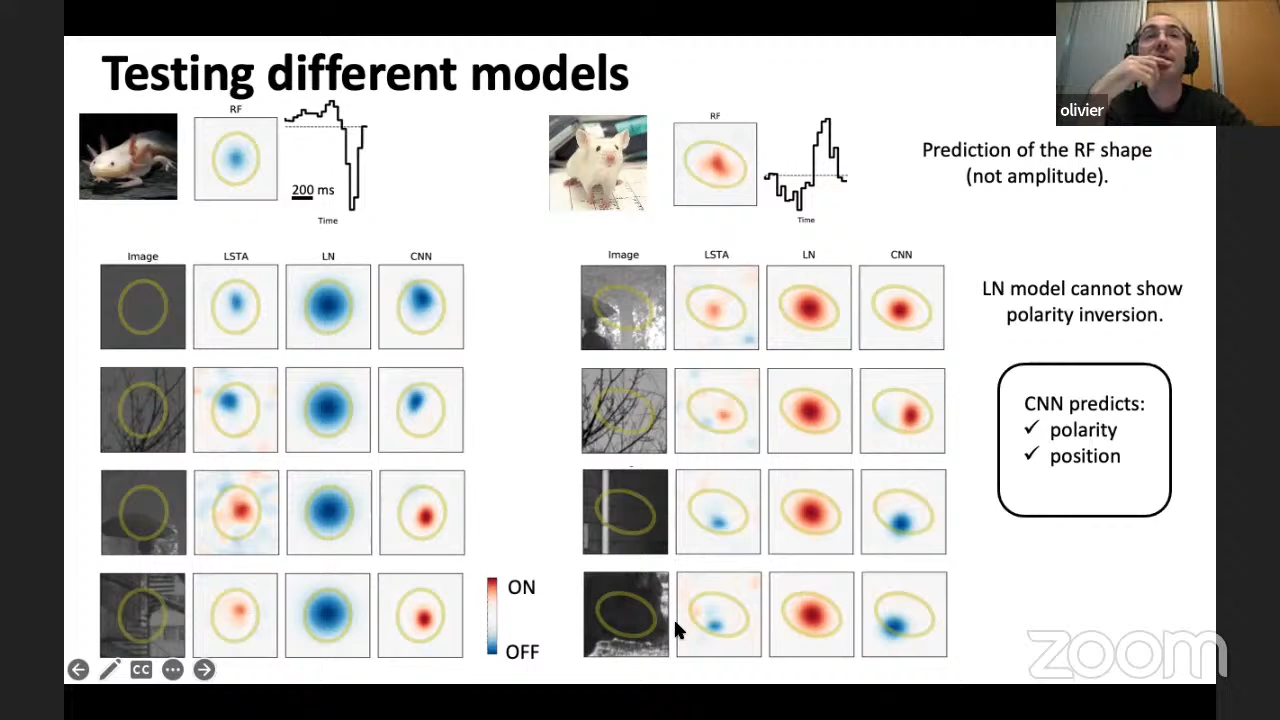 Testing different models
olivier
RF
200 ms
Time
RF
Time
Prediction of the RF shape
(not amplitude).
Image LSTA LN CNN
Image LSTA LN CNN
LN model cannot show
polarity inversion.
CNN predicts:
✓ polarity
✓ position
ON
OFF
CC
zoom